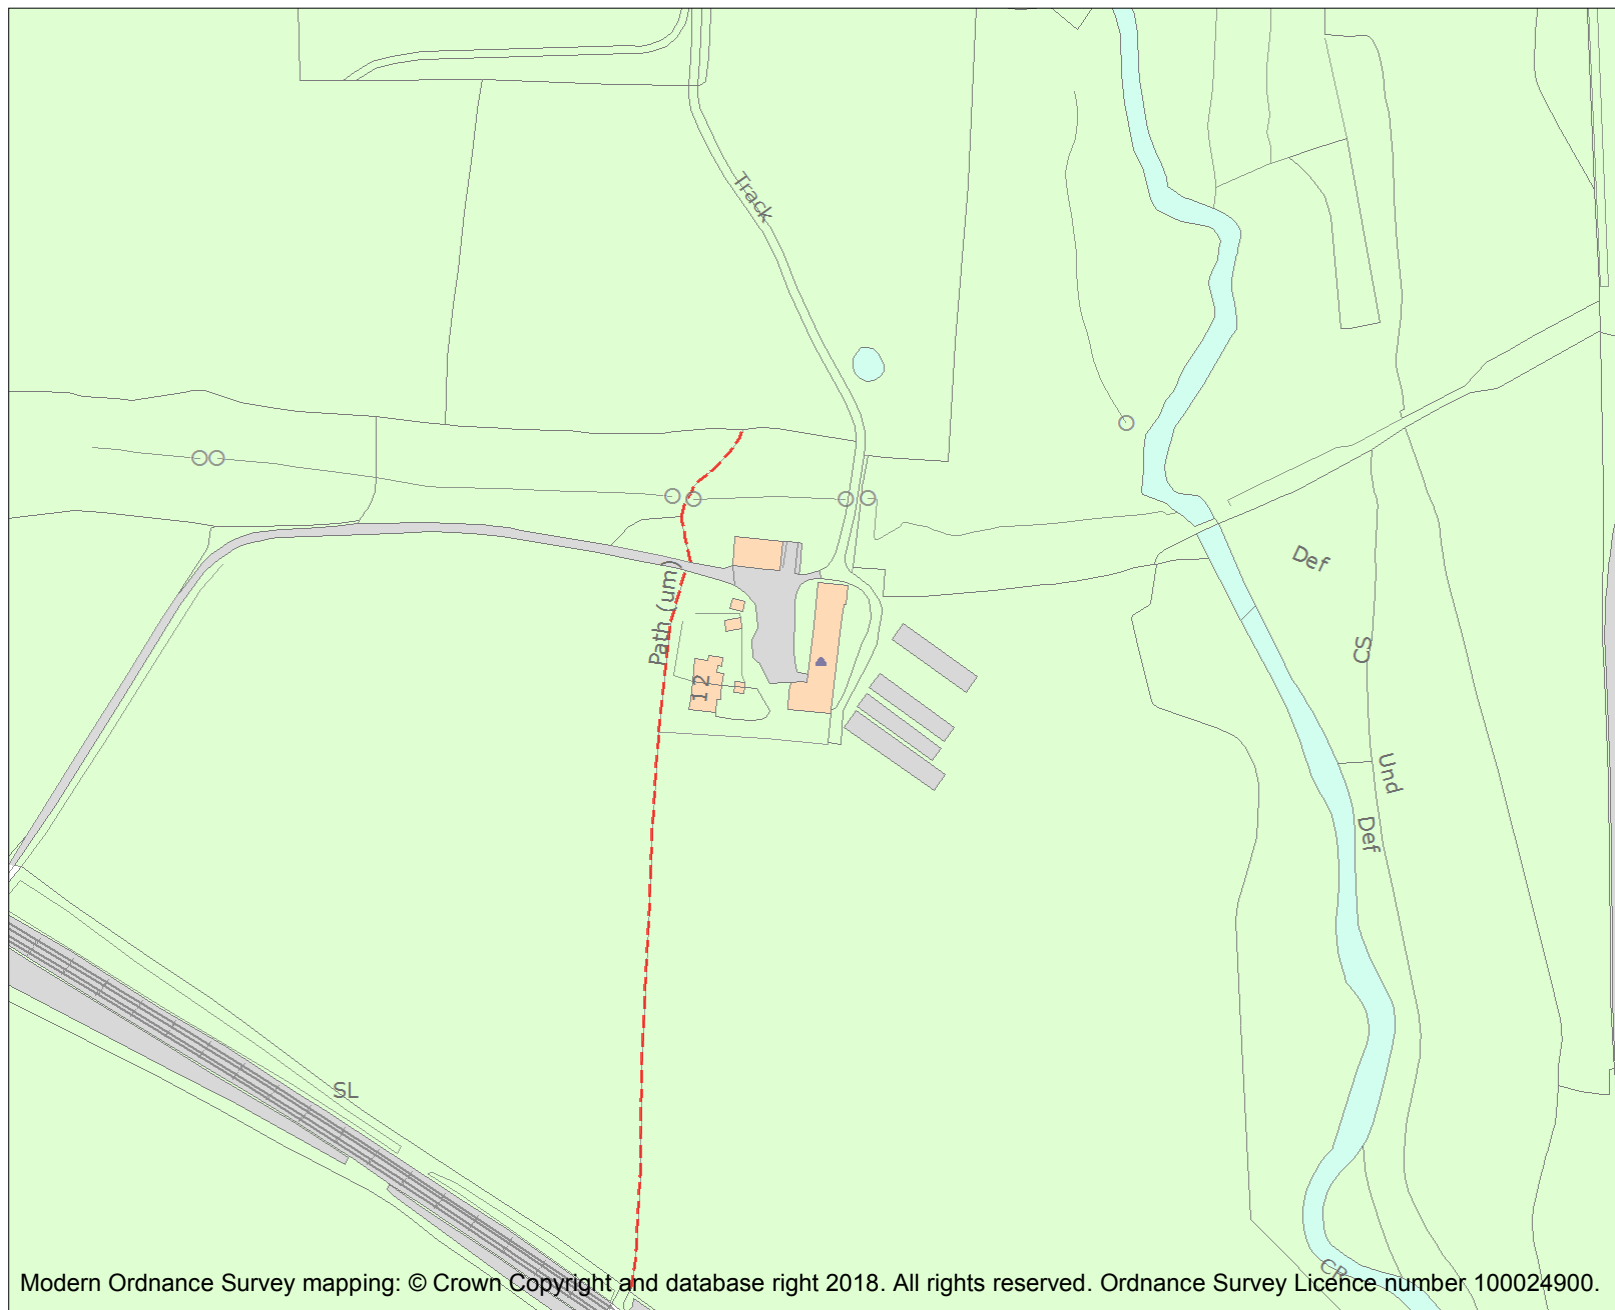 Track
Def
Path (um)
CS
12
Und
Def
SL
CR
Modern Ordnance Survey mapping: © Crown Copyright and database right 2018. All rights reserved. Ordnance Survey Licence number 100024900.